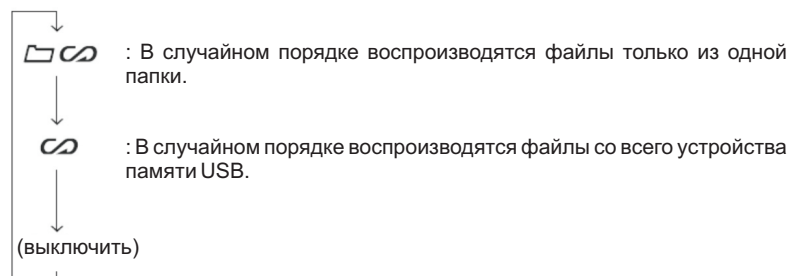 : В случайном порядке воспроизводятся файлы только из одной
папки.
: В случайном порядке воспроизводятся файлы со всего устройства
памяти USB.
(выключить)